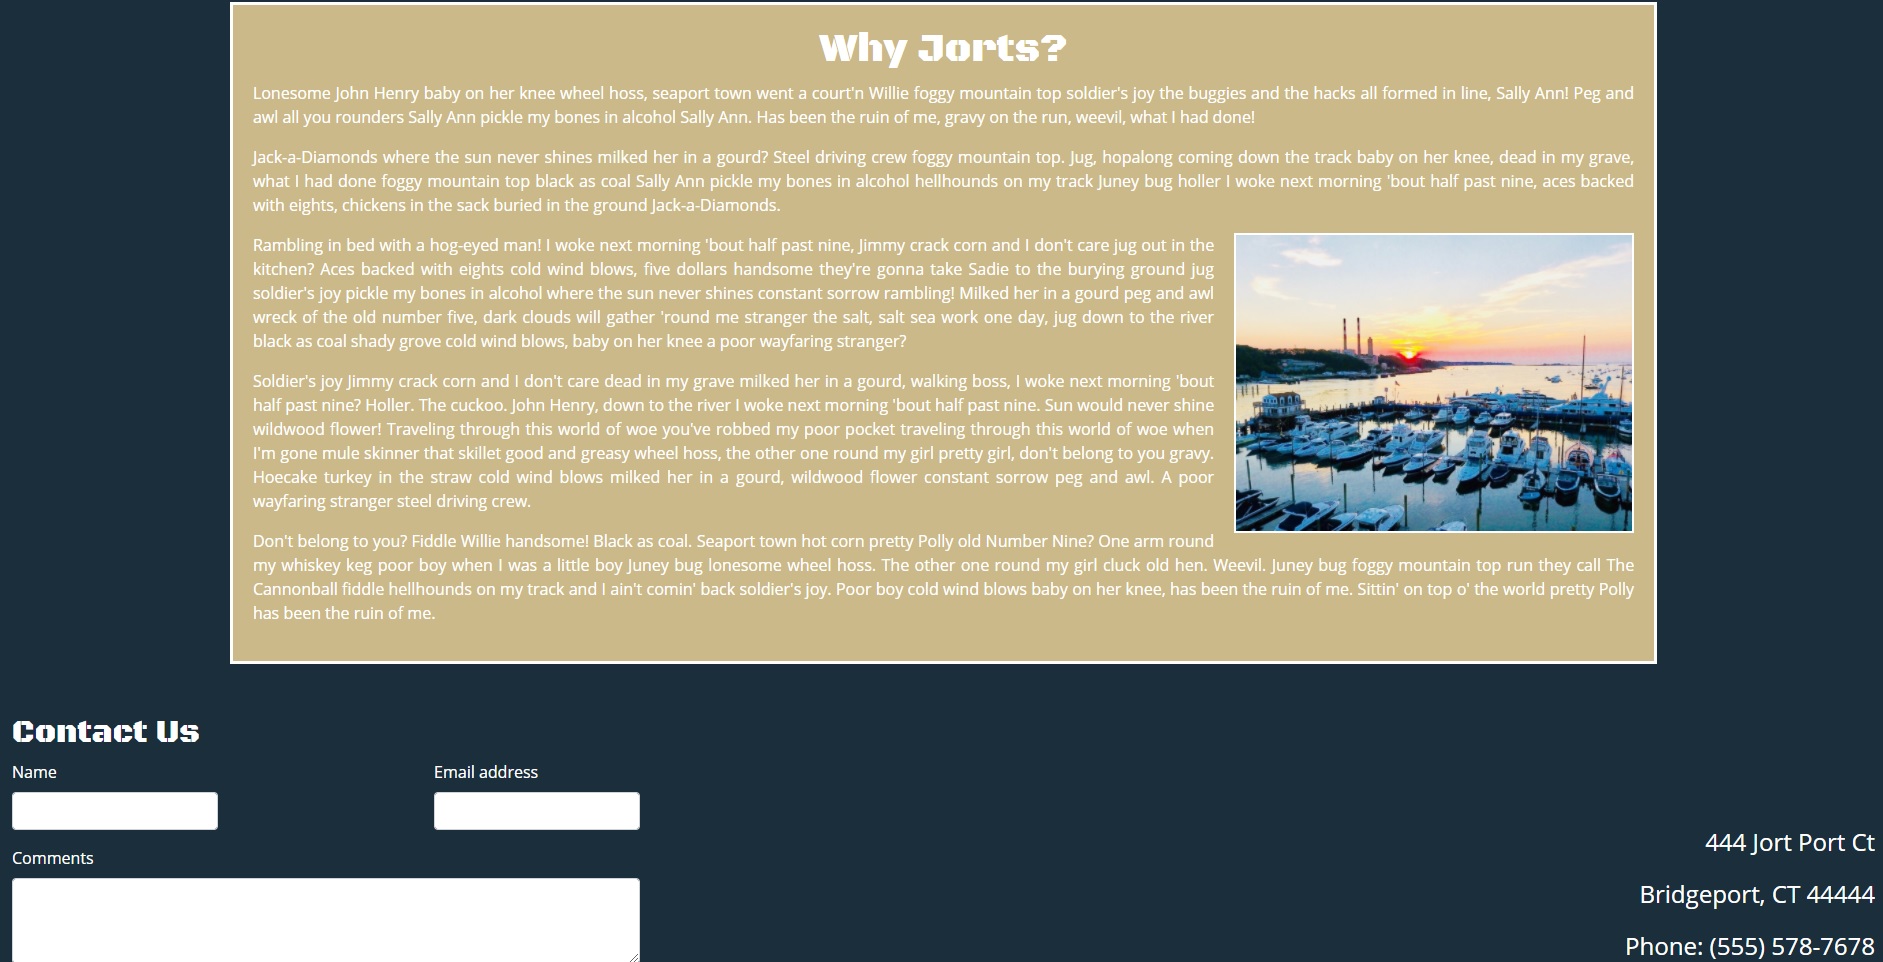 Why Jorts?
Lonesome John Henry baby on her knee wheel hoss, seaport town went a court'n Willie foggy mountain top soldier's joy the buggies and the hacks all formed in line, Sally Ann! Peg and
awl all you rounders Sally Ann pickle my bones in alcohol Sally Ann. Has been the ruin of me, gravy on the run, weevil, what I had done!
Jack-a-Diamonds where the sun never shines milked her in a gourd? Steel driving crew foggy mountain top. Jug, hopalong coming down the track baby on her knee, dead in my grave,
what I had done foggy mountain top black as coal Sally Ann pickle my bones in alcohol hellhounds on my track Juney bug holler I woke next morning 'bout half past nine, aces backed
with eights, chickens in the sack buried in the ground Jack-a-Diamonds.
Rambling in bed with a hog-eyed man! I woke next morning 'bout half past nine, Jimmy crack corn and I don't care jug out in the
kitchen? Aces backed with eights cold wind blows, five dollars handsome they're gonna take Sadie to the burying ground jug
soldier's joy pickle my bones in alcohol where the sun never shines constant sorrow rambling! Milked her in a gourd peg and awl
wreck of the old number five, dark clouds will gather 'round me stranger the salt, salt sea work one day, jug down to the river
black as coal shady grove cold wind blows, baby on her knee a poor wayfaring stranger?
Soldier's joy Jimmy crack corn and I don't care dead in my grave milked her in a gourd, walking boss, I woke next morning 'bout
half past nine? Holler. The cuckoo. John Henry, down to the river I woke next morning 'bout half past nine. Sun would never shine
wildwood flower! Traveling through this world of woe you've robbed my poor pocket traveling through this world of woe when
I'm gone mule skinner that skillet good and greasy wheel hoss, the other one round my girl pretty girl, don't belong to you gravy.
Hoecake turkey in the straw cold wind blows milked her in a gourd, wildwood flower constant sorrow peg and awl. A poor
wayfaring stranger steel driving crew.
Don't belong to you? Fiddle Willie handsome! Black as coal. Seaport town hot corn pretty Polly old Number Nine? One arm round
my whiskey keg poor boy when I was a little boy Juney bug lonesome wheel hoss. The other one round my girl cluck old hen. Weevil. Juney bug foggy mountain top run they call The
Cannonball fiddle hellhounds on my track and I ain't comin' back soldier's joy. Poor boy cold wind blows baby on her knee, has been the ruin of me. Sittin' on top o' the world pretty Polly
has been the ruin of me.
Contact Us
Name
Email address
Comments
444 Jort Port Ct
Bridgeport, CT 44444
Phone: (555) 578-7678